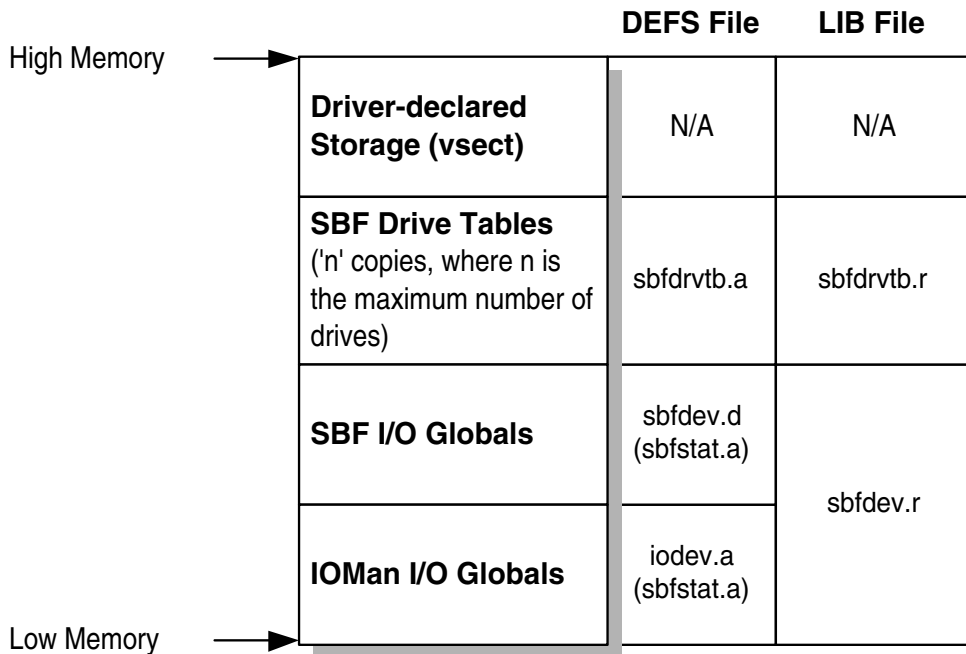 DEFS File LIB File
High Memory
Driver-declared
Storage (vsect)
N/A
N/A
SBF Drive Tables
('n' copies, where n is
the maximum number of
drives)
sbfdrvtb.a
sbfdrvtb.r
SBF I/O Globals
sbfdev.d
(sbfstat.a)
sbfdev.r
IOMan I/O Globals
iodev.a
(sbfstat.a)
Low Memory